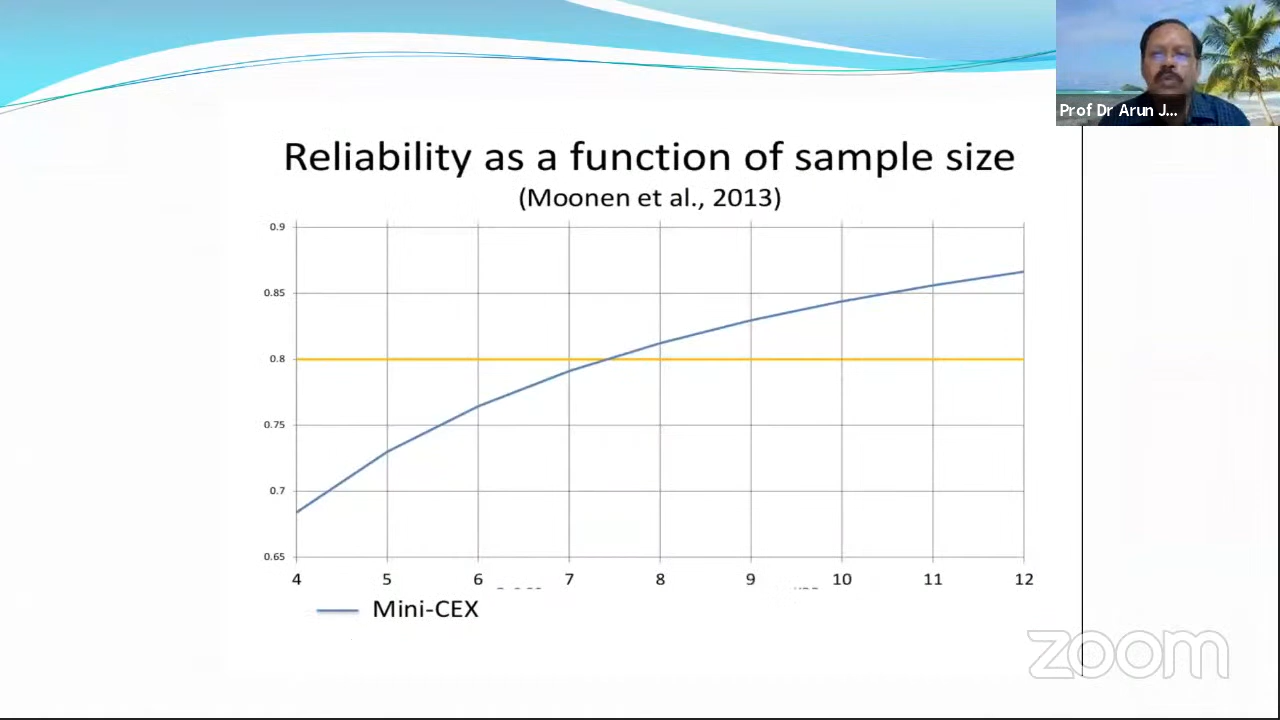 Prof Dr Arun J...
Reliability as a function of sample size
(Moonen et al., 2013)
0.9
0.85
0.8
0.75
0.7
0.65
4 5 6 7 8 9 10 11 12
Mini-CEX
zoom